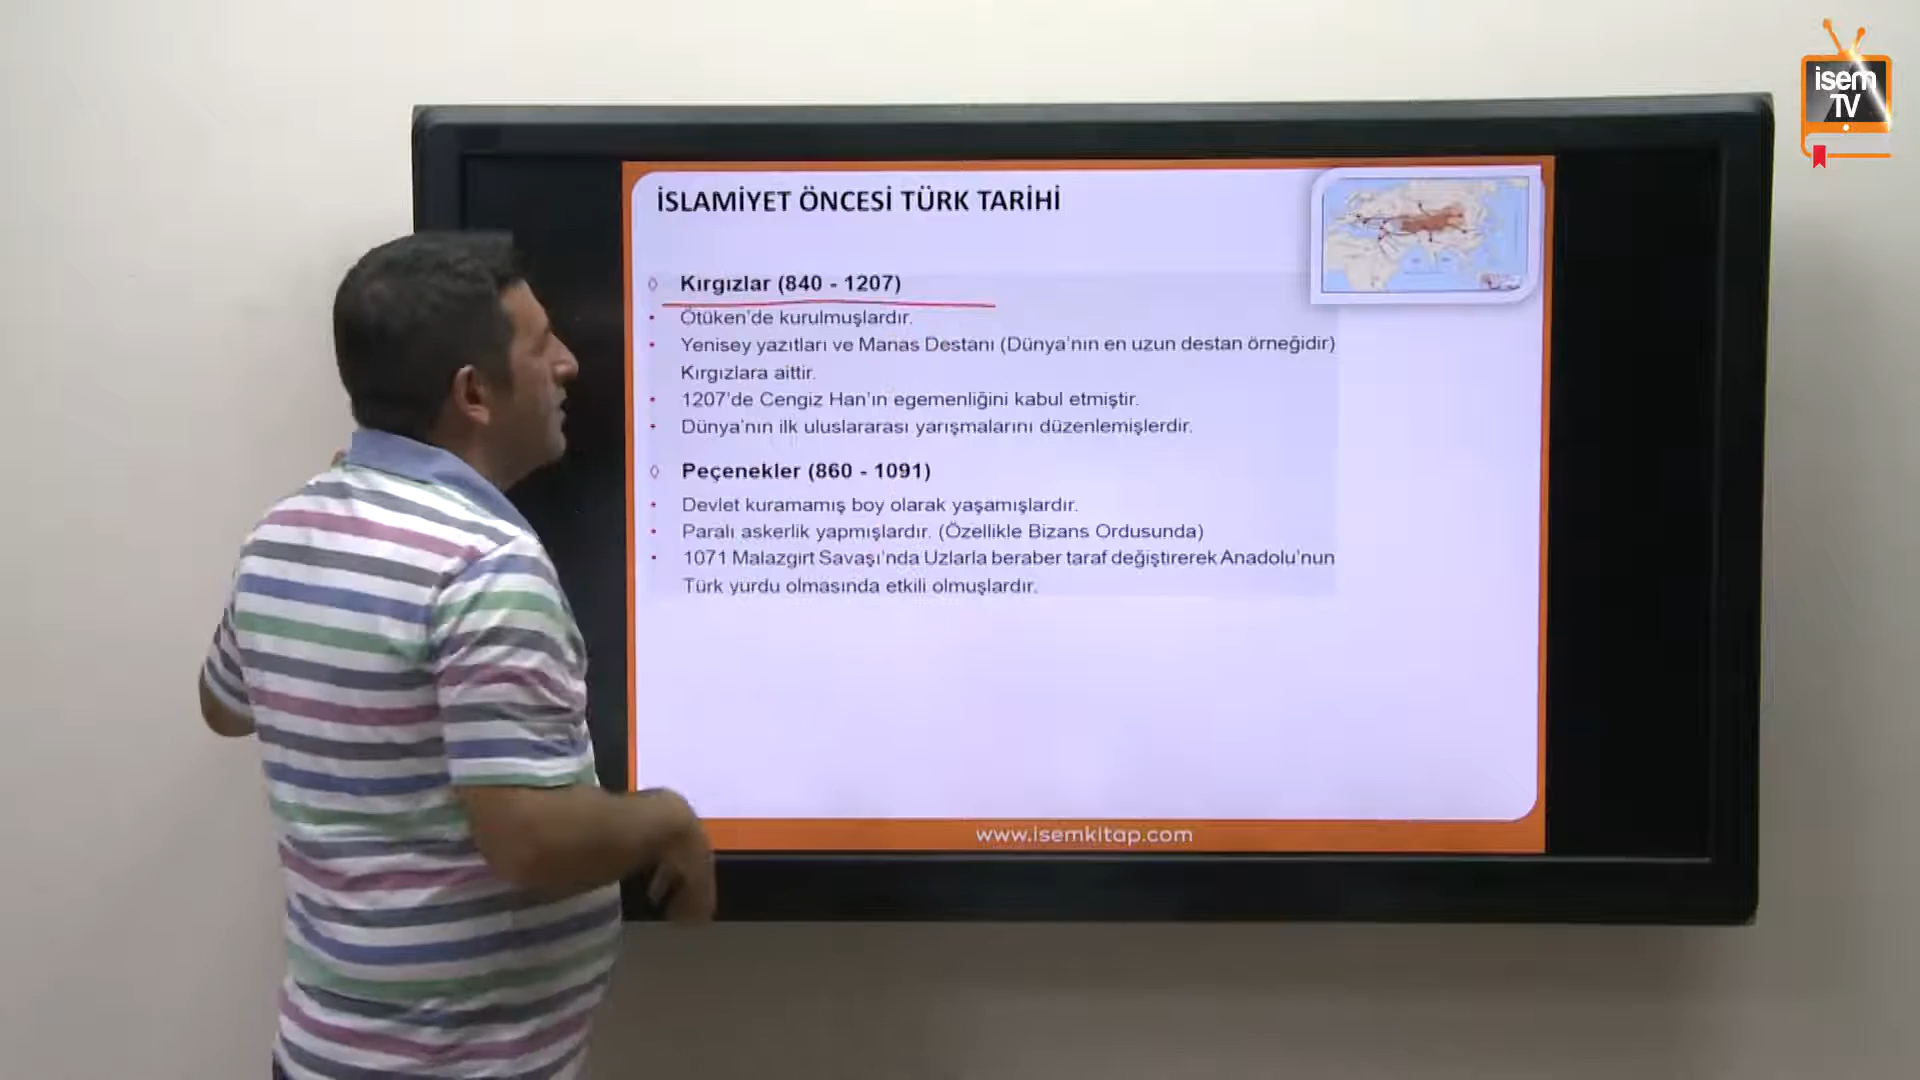 isem
TV
İSLAMİYET ÖNCESİ TÜRK TARİHİ
Kırgızlar (840 - 1207)
Ötüken'de kurulmuşlardır.
Yenisey yazıtları ve Manas Destanı (Dünya'nın en uzun destan örneğidir)
Kırgızlara aittir.
1207'de Cengiz Han'ın egemenliğini kabul etmiştir.
Dünya'nın ilk uluslararası yarışmalarını düzenlemişlerdir.
Peçenekler (860 - 1091)
Devlet kuramamış boy olarak yaşamışlardır.
Paralı askerlik yapmışlardır. (Özellikle Bizans Ordusunda)
1071 Malazgirt Savaşı'nda Uzlarla beraber taraf değiştirerek Anadolu'nun
Türk yurdu olmasında etkili olmuşlardır.
www.isemkitap.com